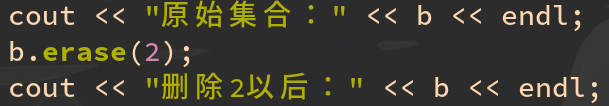 cout << "原始集合：" << b << endl;
b.erase(2);
cout << "删除2以后：" << b << endl;